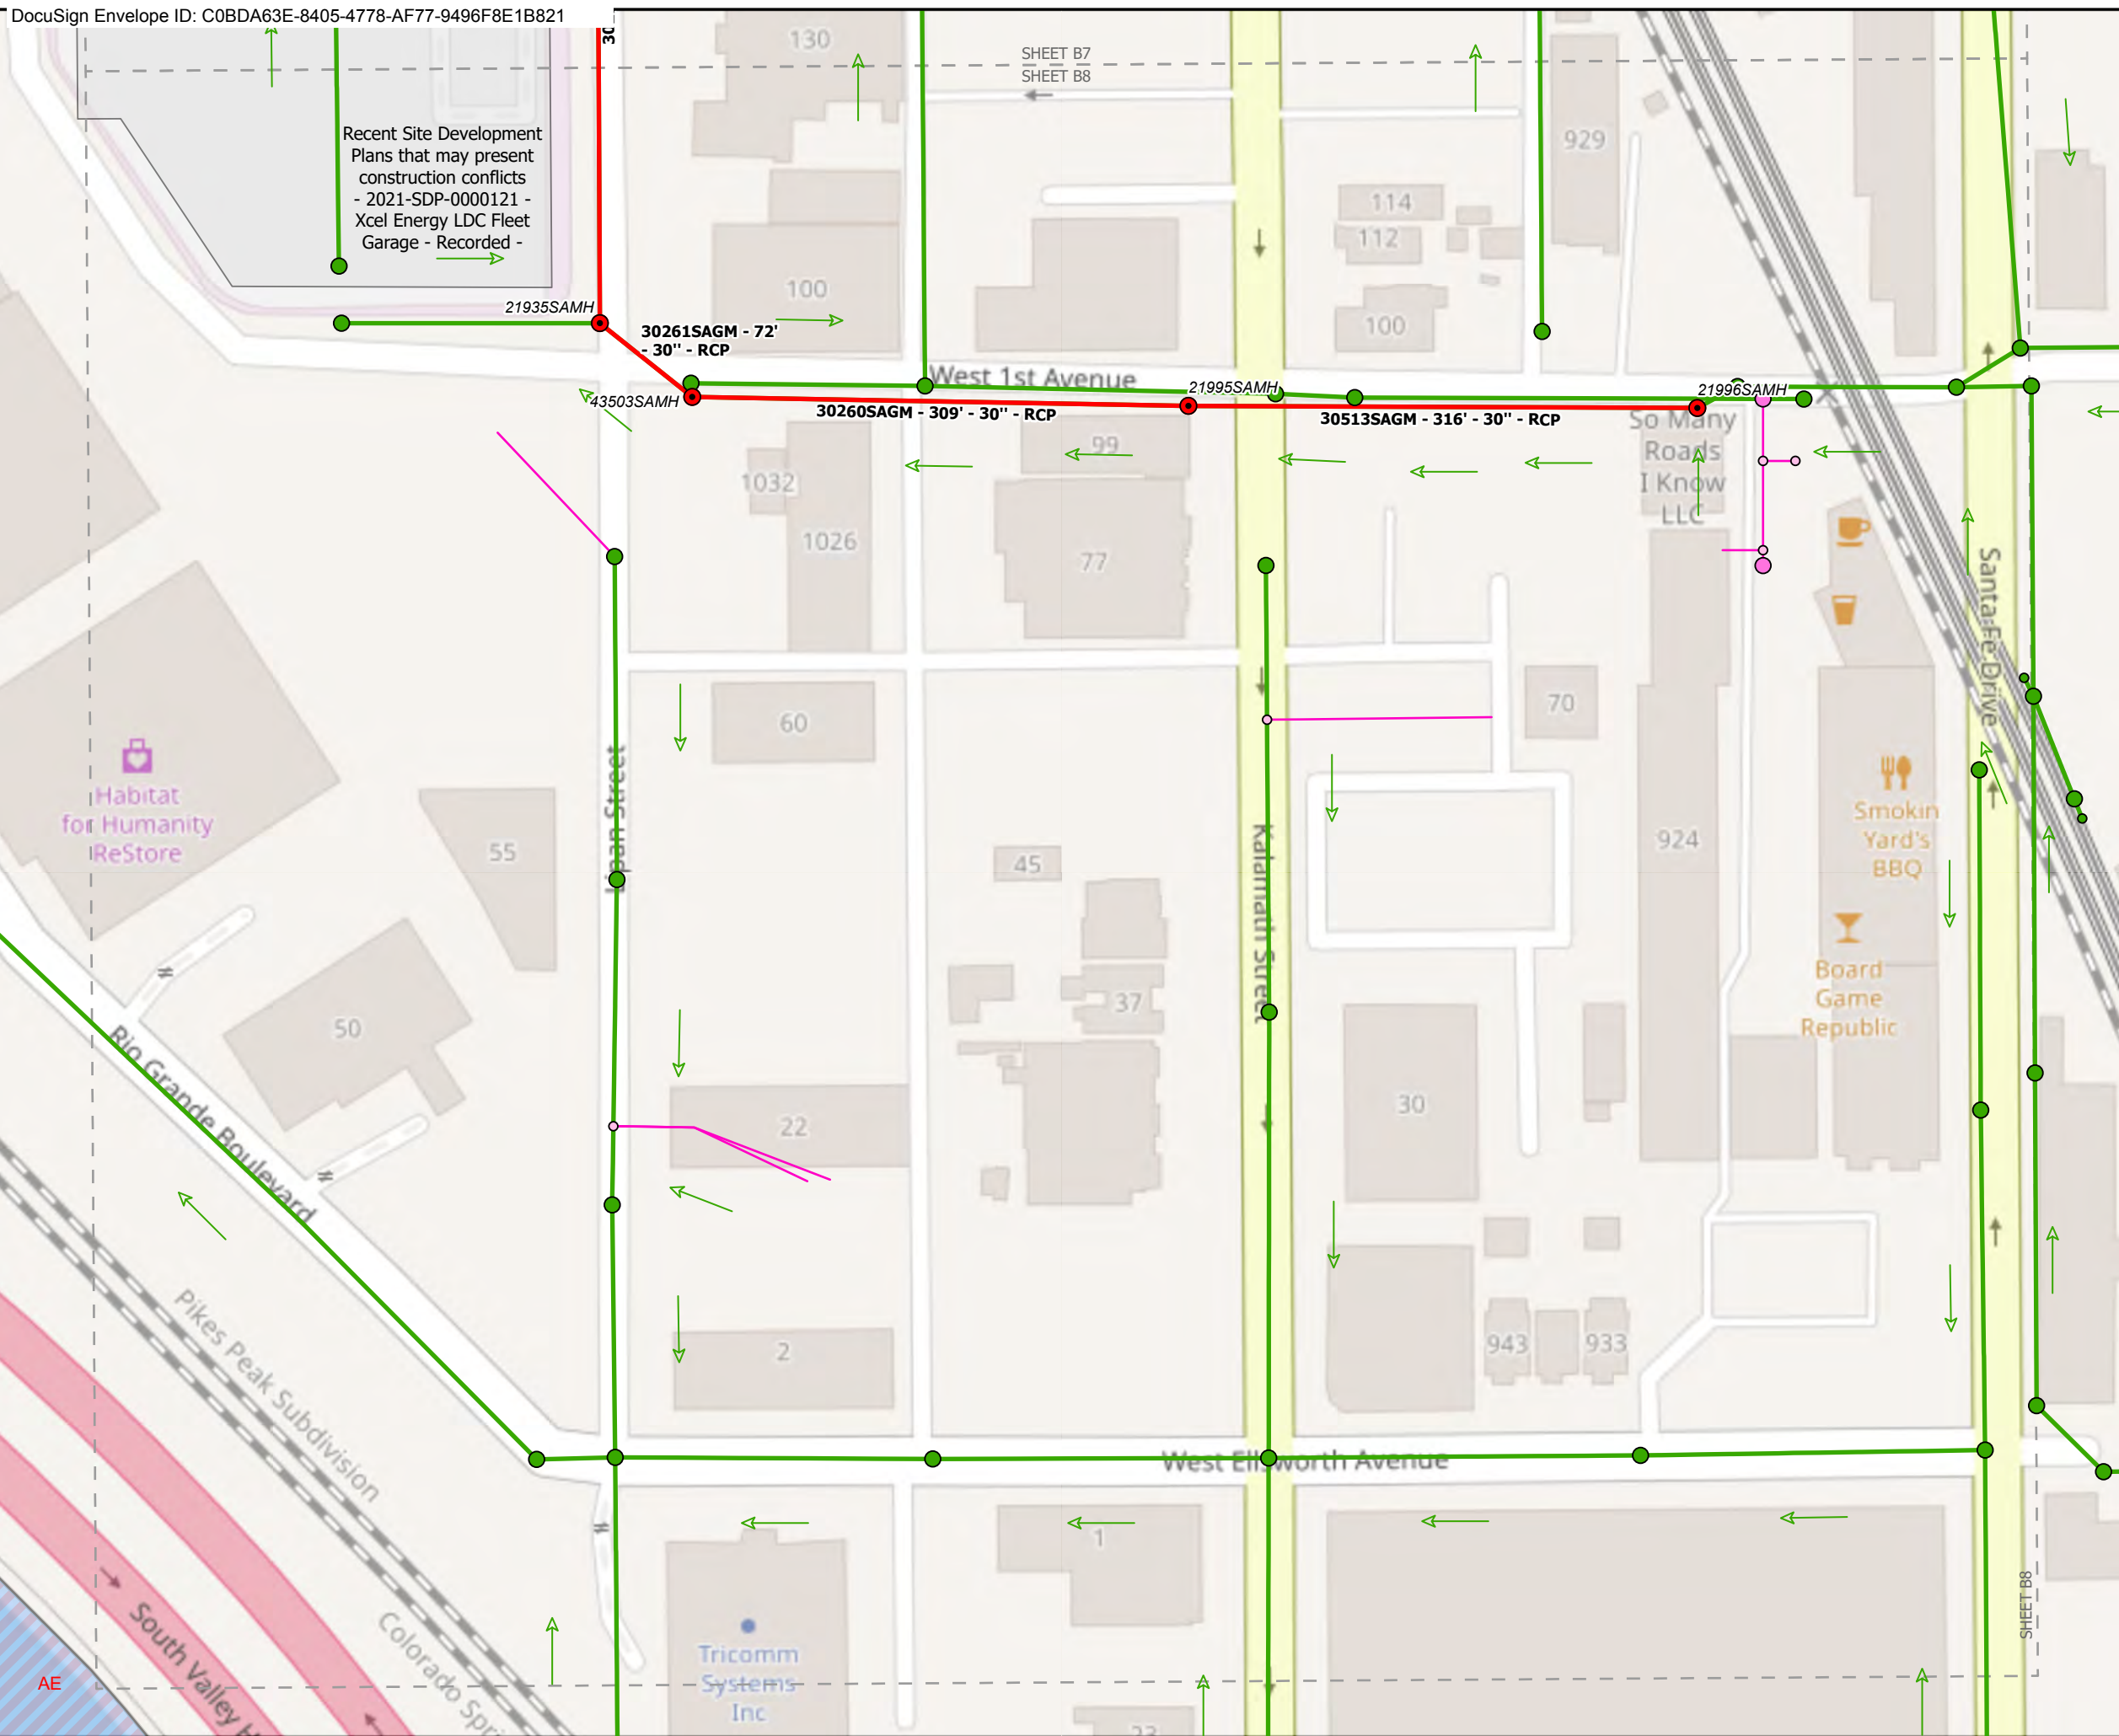 DocuSign Envelope ID: C0BDA63E-8405-4778-AF77-9496F8E1B821
30
130
SHEET B7
SHEET B8
Recent Site Development
Plans that may present
construction conflicts
- 2021-SDP-0000121 -
Xcel Energy LDC Fleet
Garage - Recorded -
929
114
112
100
100
21935SAMH
30261SAGM - 72'
- 30'' - RCP
West 1st Avenue
21995SAMH
21996SAMH
43503SAMH
30260SAGM - 309' - 30'' - RCP
30513SAGM - 316' - 30'' - RCP
So Many
Roads
I Know
LLC
99
1032
1026
77
Santa Fe Drive
60
70
Habitat
for Humanity
ReStore
55
Lipan Street
45
Kalamath Street
924
Smokin
Yard's
BBQ
Board
Game
Republic
50
37
Rio Grande Boulevard
22
30
Pikes Peak Subdivision
2
943
933
West Ellsworth Avenue
1
SHEET B8
South Valley H
Colorado Spri
Tricomm
Systems
Inc
AE
23